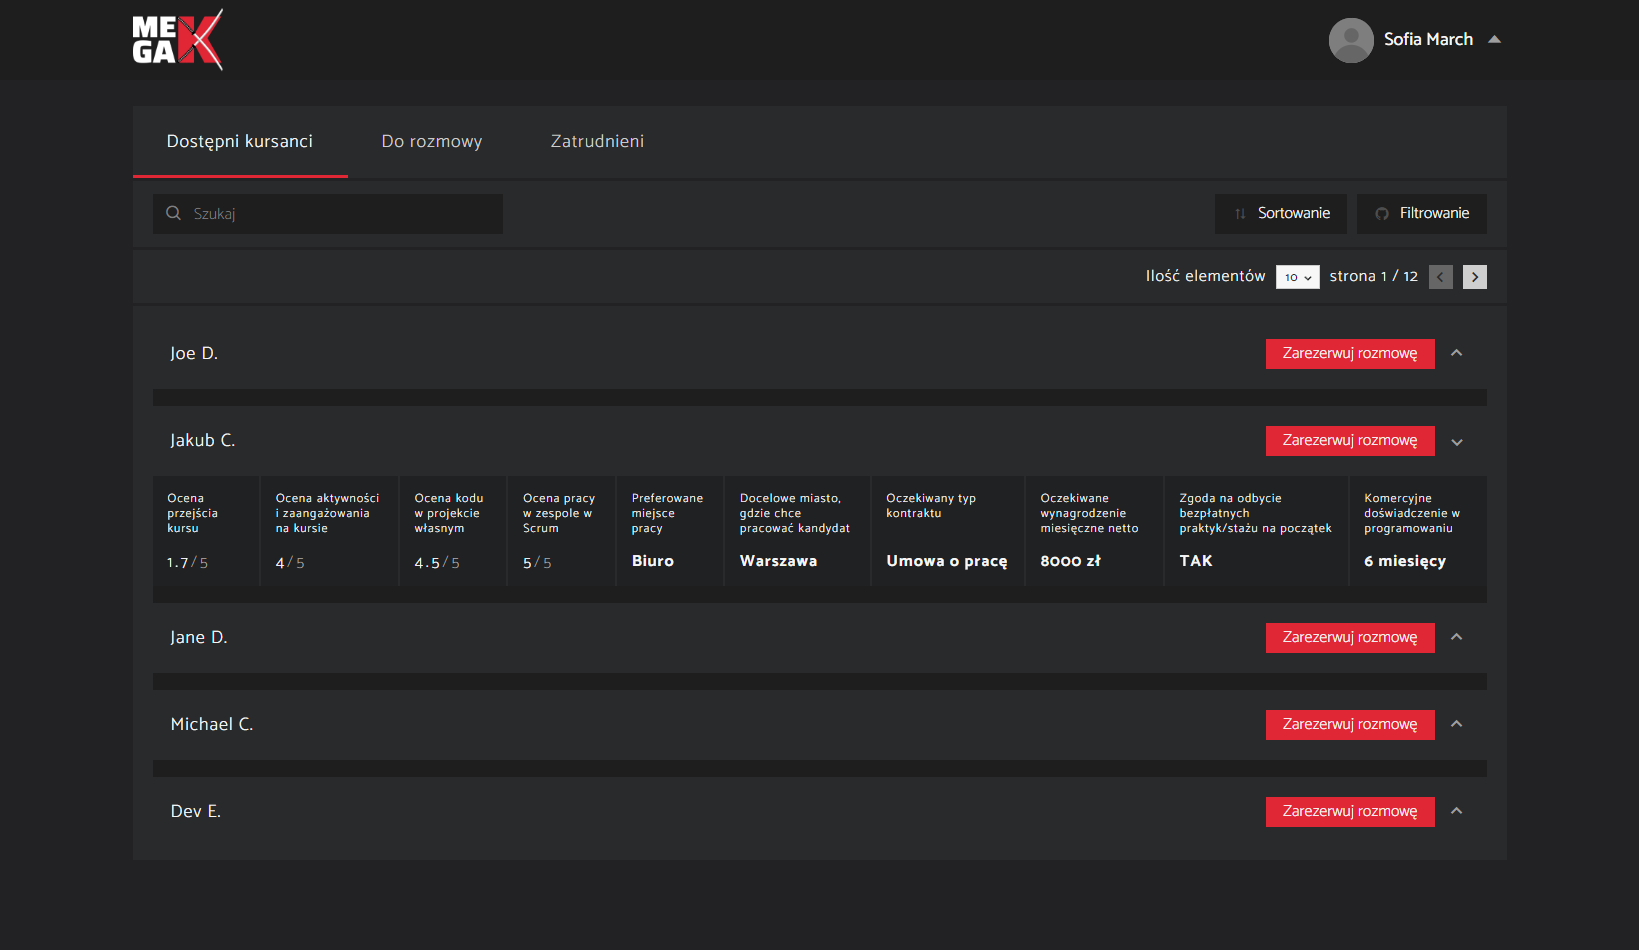 MEGAK
Sofia March
Dostępni kursanci
Do rozmowy
Zatrudnieni
Szukaj
Sortowanie
Filtrowanie
Ilość elementów
10
strona 1 / 12
Joe D.
Zarezerwuj rozmowę
Jakub C.
Zarezerwuj rozmowę
Ocena
przejścia
kursu
1.7/5
Ocena aktywności
i zaangażowania
na kursie
4/5
Ocena kodu
w projekcie
własnym
4.5/5
Ocena pracy
w zespole w
Scrum
5/5
Preferowane
miejsce
pracy
Biuro
Docelowe miasto,
gdzie chce
pracować kandydat
Warszawa
Oczekiwany typ
kontraktu
Umowa o pracę
Oczekiwane
wynagrodzenie
miesięczne netto
8000 zł
Zgoda na odbycie
bezpłatnych
praktyk/stażu na początek
TAK
Komercyjne
doświadczenie w
programowaniu
6 miesięcy
Jane D.
Zarezerwuj rozmowę
Michael C.
Zarezerwuj rozmowę
Dev E.
Zarezerwuj rozmowę